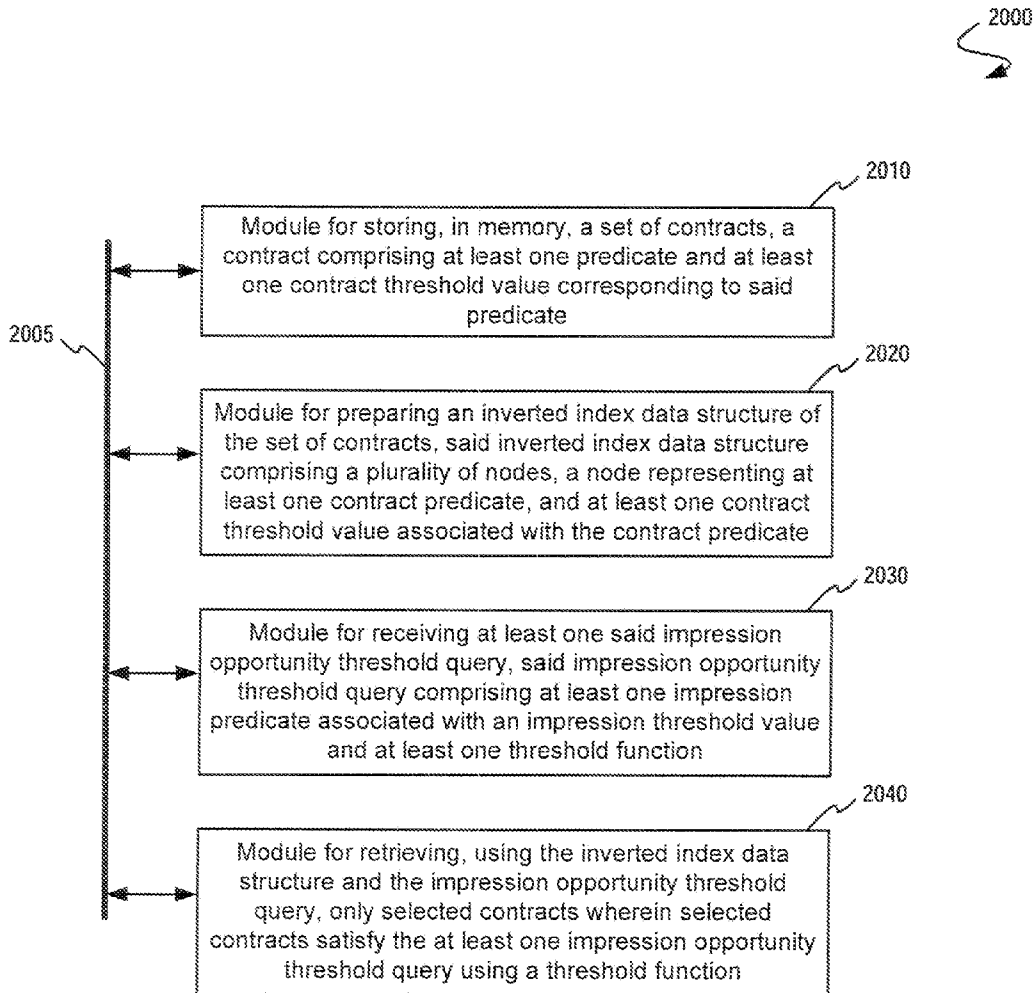 2000
2010
Module for storing, in memory, a set of contracts, a
contract comprising at least one predicate and at least
one contract threshold value corresponding to said
predicate
2005
2020
Module for preparing an inverted index data structure of
the set of contracts, said inverted index data structure
comprising a plurality of nodes, a node representing at
least one contract predicate, and at least one contract
threshold value associated with the contract predicate
2030
Module for receiving at least one said impression
opportunity threshold query, said impression opportunity
threshold query comprising at least one impression
predicate associated with an impression threshold value
and at least one threshold function
2040
Module for retrieving, using the inverted index data
structure and the impression opportunity threshold
query, only selected contracts wherein selected
contracts satisfy the at least one impression opportunity
threshold query using a threshold function